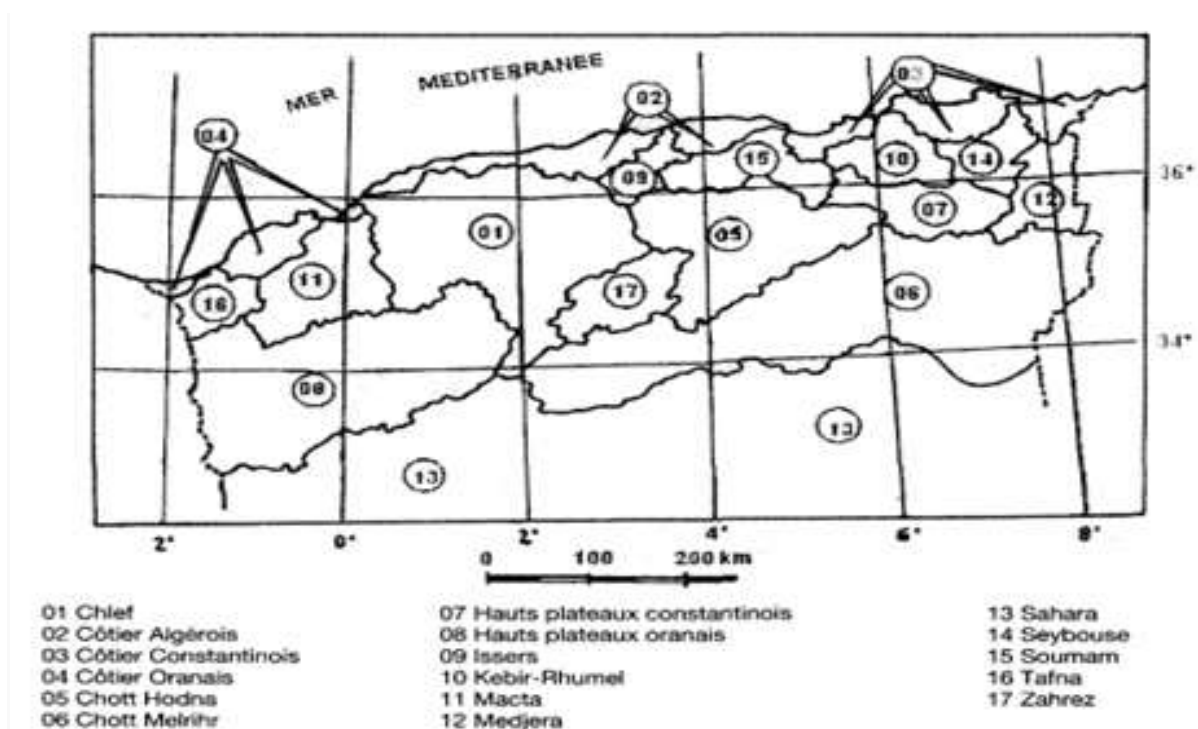 MER MEDITERRANEE
04
02
03
09
15
10
14
36°
12
07
01
05
11
16
17
06
34°
08
13
13
2° 0° 2° 4° 6° 8°
0 100 200 km
01 Chlef
02 Côtier Algérois
03 Côtier Constantinois
04 Côtier Oranais
05 Chott Hodna
06 Chott Melrihr
07 Hauts plateaux constantinois
08 Hauts plateaux oranais
09 Issers
10 Kebir-Rhumel
11 Macta
12 Medjera
13 Sahara
14 Seybouse
15 Soumam
16 Tafna
17 Zahrez